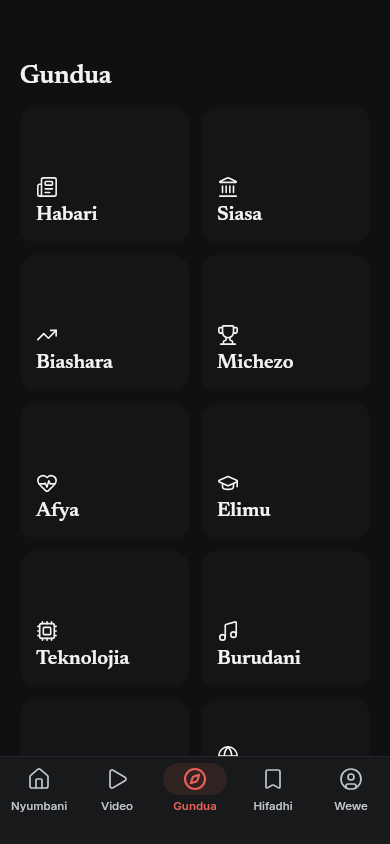 Gundua
Habari
Siasa
Biashara
Michezo
Afya
Elimu
Teknolojia
Burudani
Nyumbani
Video
Gundua
Hifadhi
Wewe